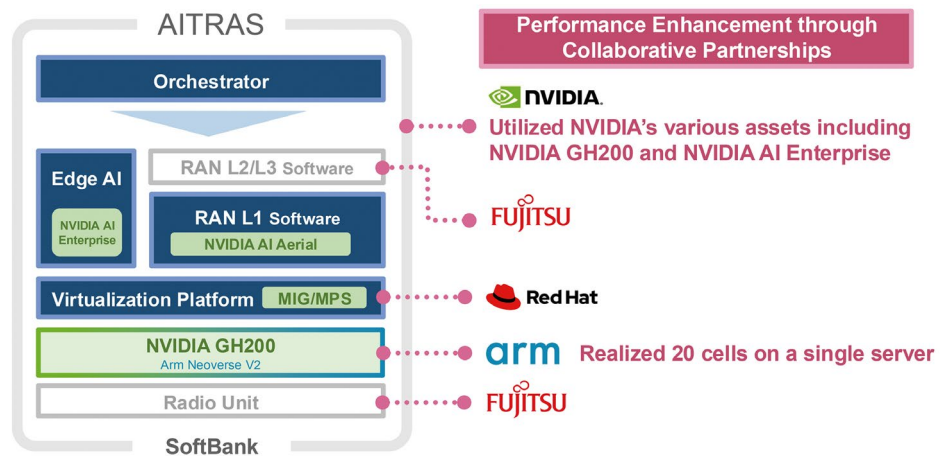 AITRAS
Orchestrator
Edge AI
NVIDIA AI
Enterprise
RAN L2/L3 Software
RAN L1 Software
NVIDIA AI Aerial
Virtualization Platform
MIG/MPS
NVIDIA GH200
Arm Neoverse V2
Radio Unit
SoftBank
Performance Enhancement through
Collaborative Partnerships
NVIDIA.
Utilized NVIDIA's various assets including
NVIDIA GH200 and NVIDIA AI Enterprise
FUJITSU
Red Hat
arm
Realized 20 cells on a single server
FUJITSU